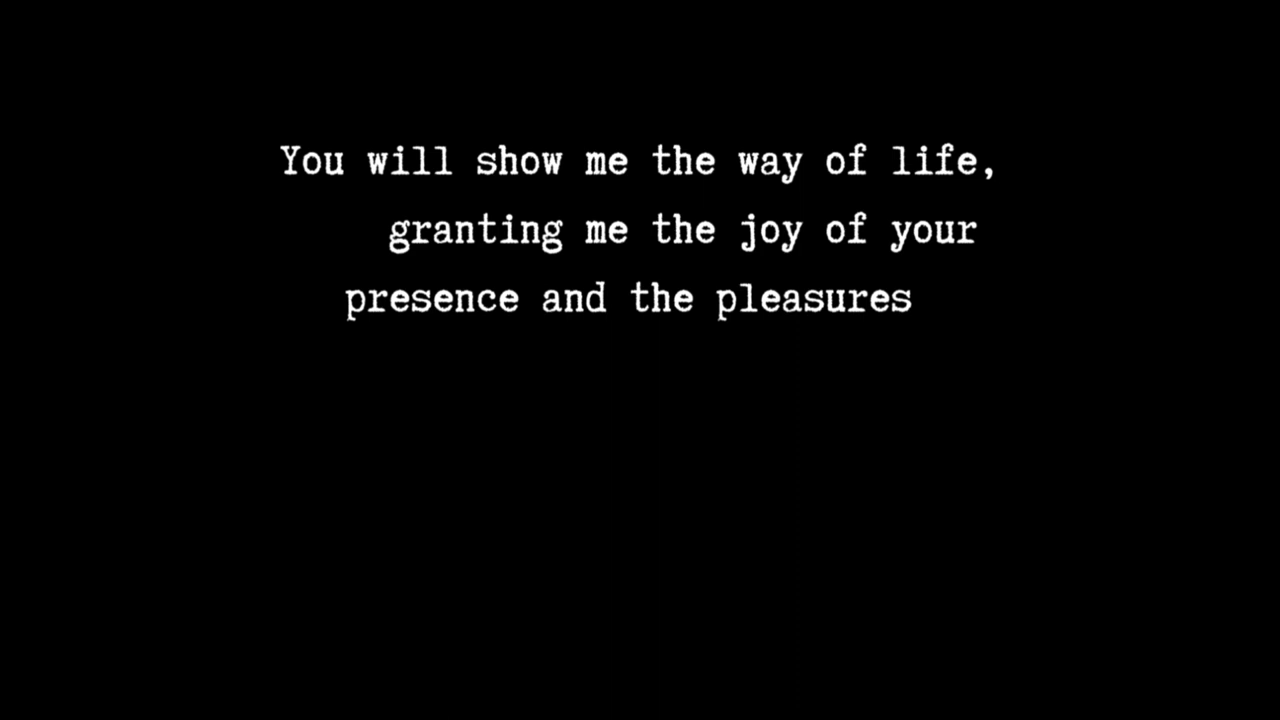 You will show me the way of life,
granting me the joy of your
presence and the pleasures